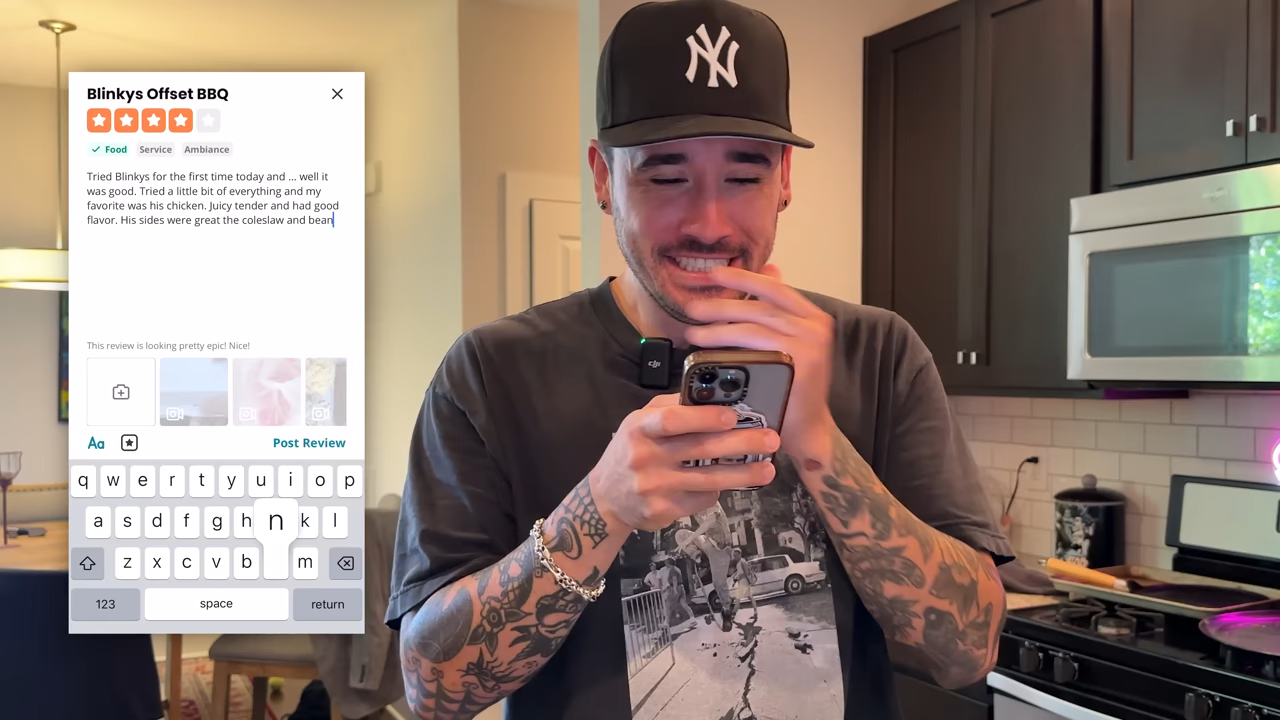 Blinkys Offset BBQ
Food Service Ambiance
Tried Blinkys for the first time today and ... well it
was good. Tried a little bit of everything and my
favorite was his chicken. Juicy tender and had good
flavor. His sides were great the coleslaw and bean
This review is looking pretty epic! Nice!
Aa Post Review
q w e r t y u i o p
a s d f g h n k l
z x c v b m
123 space return
NY
dji